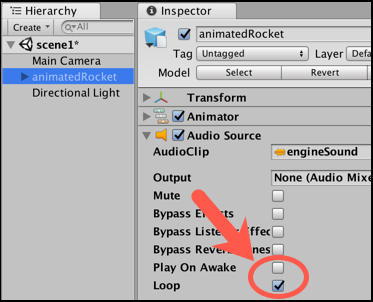 Hierarchy
Create
All
scene1*
Main Camera
animatedRocket
Directional Light
Inspector
animatedRocket
Tag Untagged Layer
Model Select Revert
Transform
Animator
Audio Source
AudioClip engineSound
Output None (Audio Mixe
Mute
Bypass Effects
Bypass Listener Effec
Bypass Reverb Zones
Play On Awake
Loop